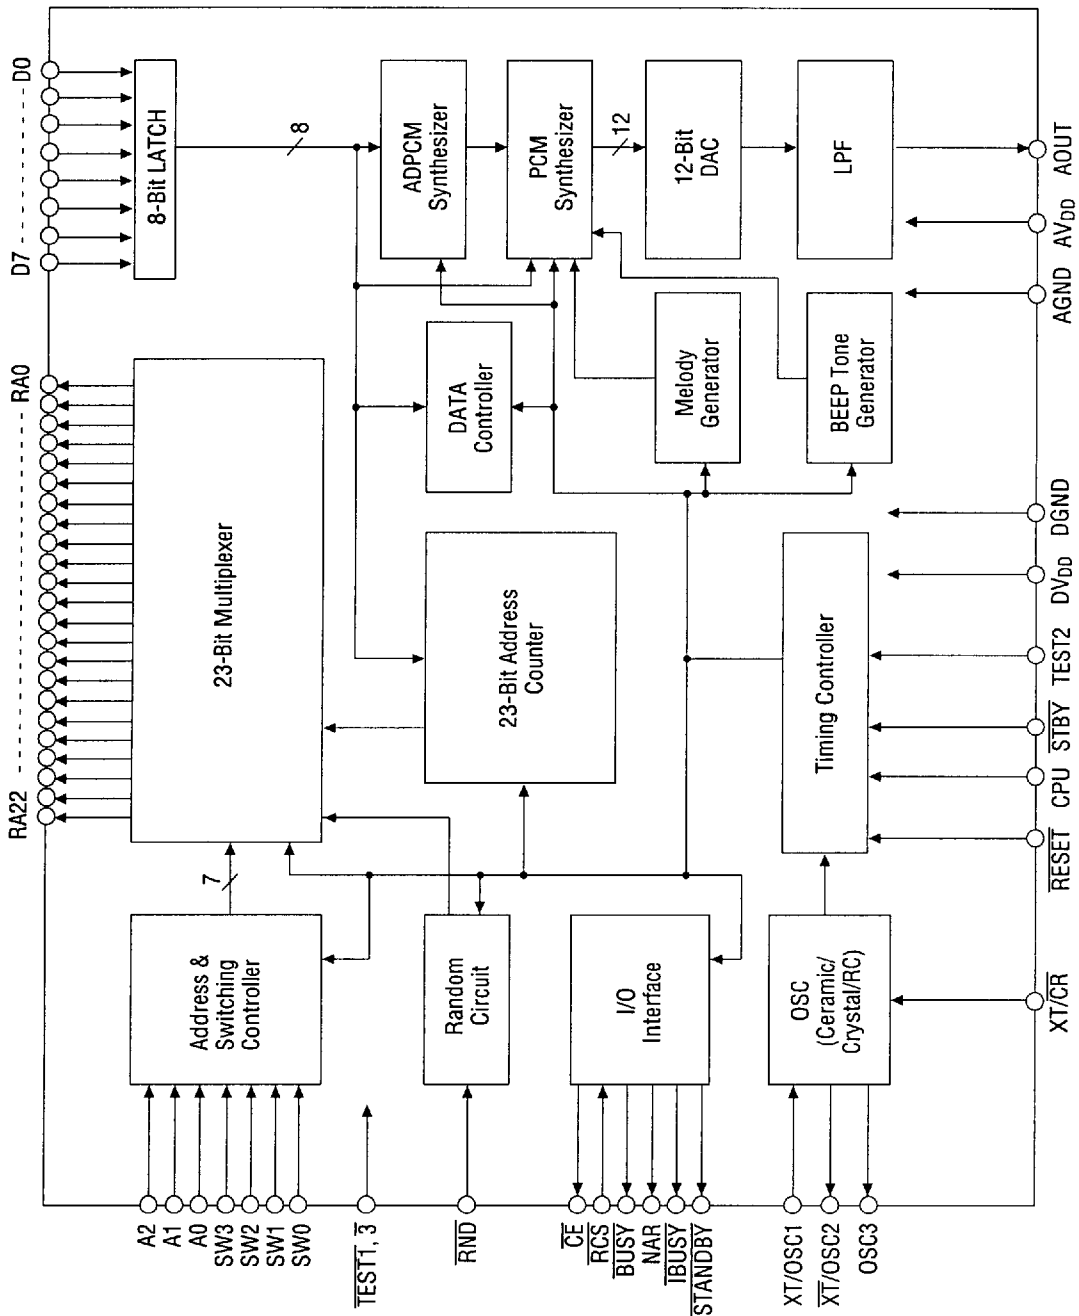 RA22 RA0 D7 D0
A2
A1
A0
SW3
SW2
SW1
SW0
Address &
Switching
Controller
7
23-Bit Multiplexer
8-Bit LATCH
8
TEST1, 3
RND
Random
Circuit
23-Bit Address
Counter
DATA
Controller
ADPCM
Synthesizer
PCM
Synthesizer
12
CE
RCS
BUSY
NAR
IBUSY
STANDBY
I/O
Interface
Melody
Generator
12-Bit
DAC
XT/OSC1
XT/OSC2
OSC3
OSC
(Ceramic/
Crystal/RC)
Timing Controller
BEEP Tone
Generator
LPF
XT/CR RESET CPU STBY TEST2 DVDD DGND AGND AVDD AOUT